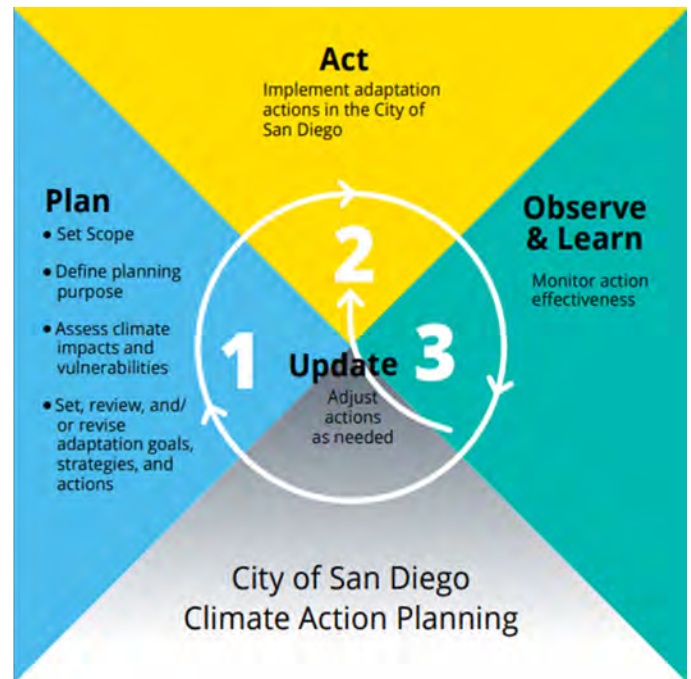 Act
Implement adaptation
actions in the City of
San Diego
Plan
• Set Scope
• Define planning
purpose
• Assess climate
impacts and
vulnerabilities
• Set, review, and/
or revise
adaptation goals,
strategies, and
actions
Observe
& Learn
Monitor action
effectiveness
1
2
3
Update
Adjust
actions
as needed
City of San Diego
Climate Action Planning